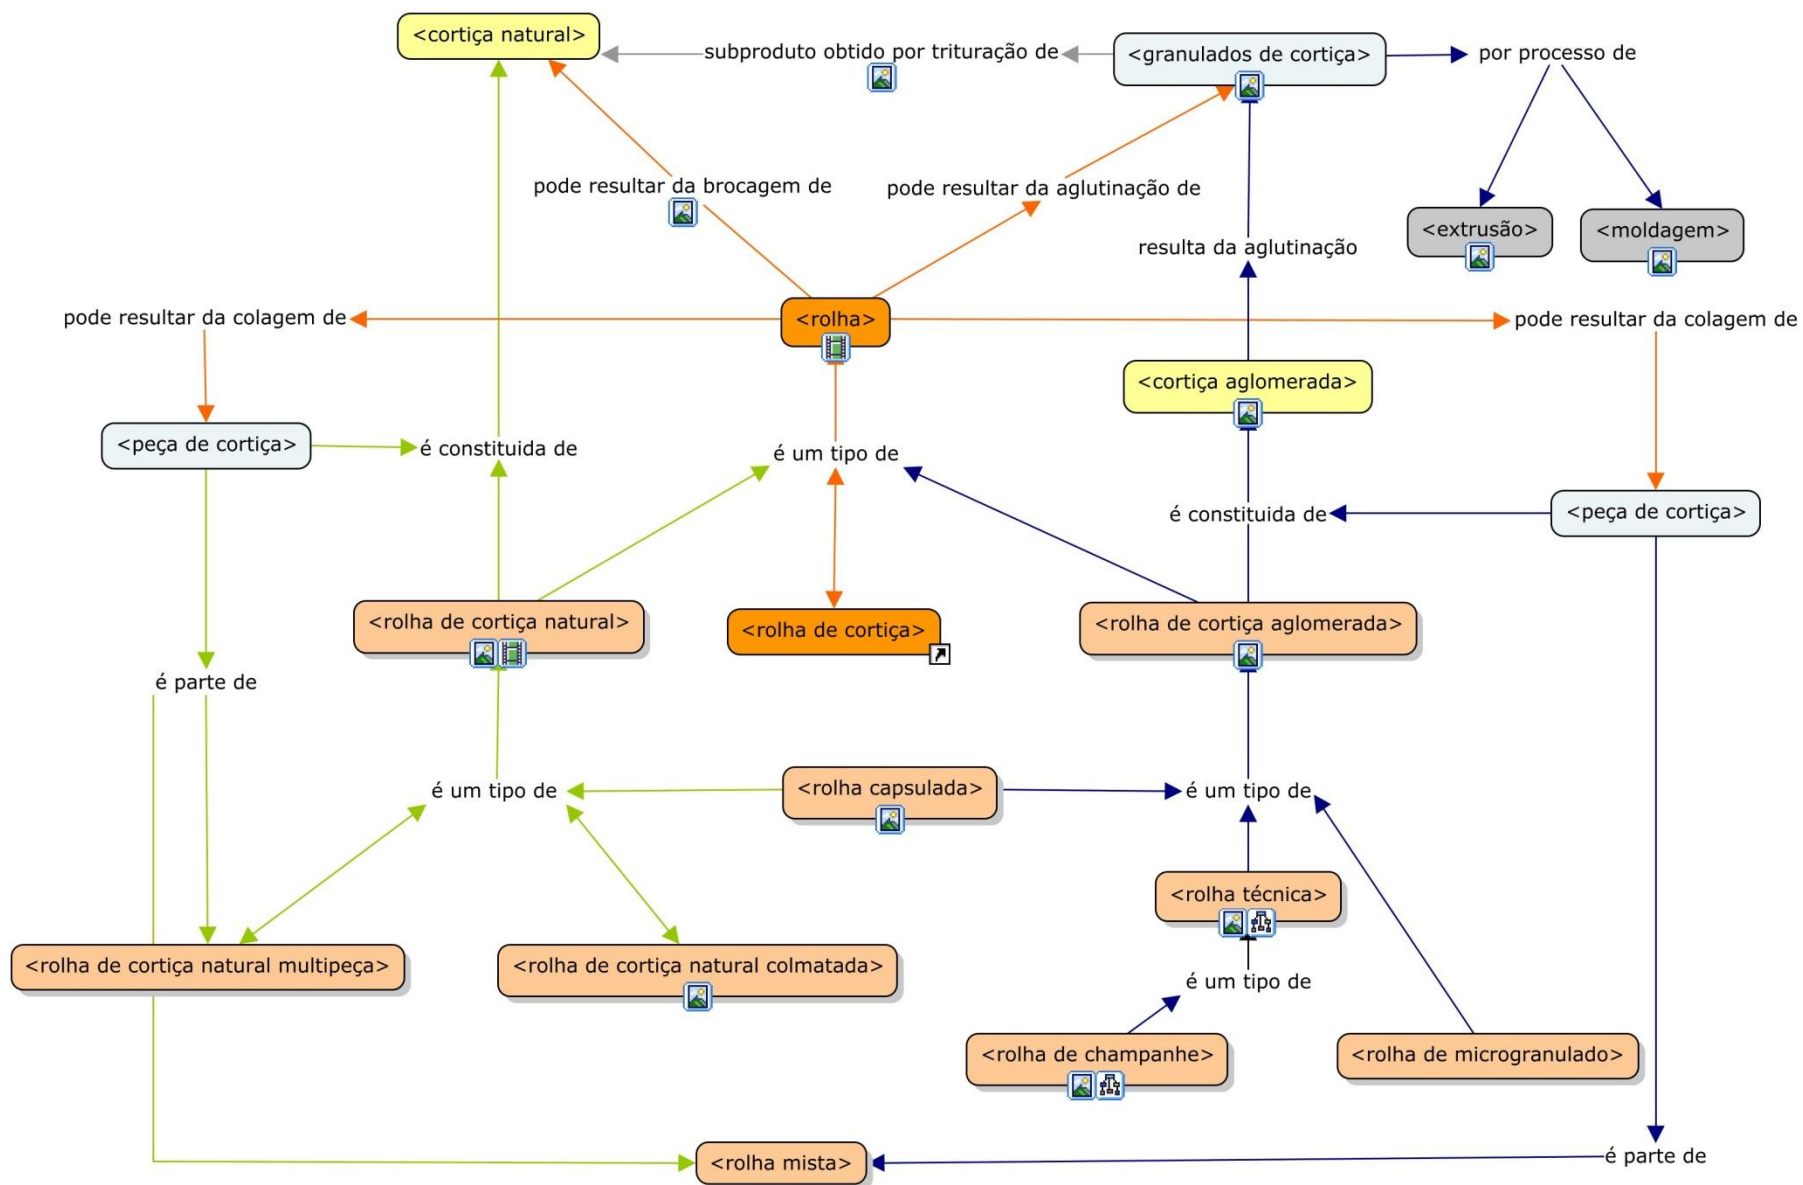 <cortiça natural>
subproduto obtido por trituração de
<granulados de cortiça>
por processo de
pode resultar da brocagem de
pode resultar da aglutinação de
<extrusão>
<moldagem>
resulta da aglutinação
pode resultar da colagem de
<rolha>
pode resultar da colagem de
<cortiça aglomerada>
<peça de cortiça>
é constituida de
é um tipo de
é constituida de
<peça de cortiça>
<rolha de cortiça natural>
<rolha de cortiça>
<rolha de cortiça aglomerada>
é parte de
é um tipo de
<rolha capsulada>
é um tipo de
<rolha técnica>
<rolha de cortiça natural multipeça>
<rolha de cortiça natural colmatada>
é um tipo de
<rolha de champanhe>
<rolha de microgranulado>
<rolha mista>
é parte de